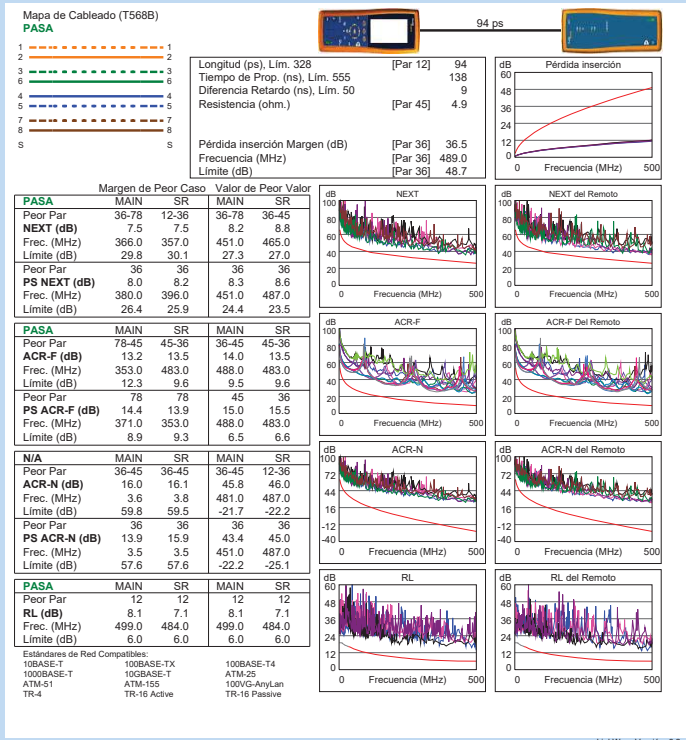 Mapa de Cableado (T568B)
PASA
1 1
2 2
3 3
6 6
4 4
5 5
7 7
8 8
S S
94 ps
Longitud (ps), Lím. 328 [Par 12] 94
Tiempo de Prop. (ns), Lím. 555 138
Diferencia Retardo (ns), Lím. 50 9
Resistencia (ohm.) [Par 45] 4.9
Pérdida inserción Margen (dB) [Par 36] 36.5
Frecuencia (MHz) [Par 36] 489.0
Límite (dB) [Par 36] 48.7
dB Pérdida inserción
60
48
36
24
12
0
0 Frecuencia (MHz) 500
Margen de Peor Caso Valor de Peor Valor
PASA MAIN SR MAIN SR
Peor Par 36-78 12-36 36-78 36-45
NEXT (dB) 7.5 7.5 8.2 8.8
Frec. (MHz) 366.0 357.0 451.0 465.0
Límite (dB) 29.8 30.1 27.3 27.0
Peor Par 36 36 36 36
PS NEXT (dB) 8.0 8.2 8.3 8.6
Frec. (MHz) 380.0 396.0 451.0 487.0
Límite (dB) 26.4 25.9 24.4 23.5
PASA MAIN SR MAIN SR
Peor Par 78-45 45-36 36-45 45-36
ACR-F (dB) 13.2 13.5 14.0 13.5
Frec. (MHz) 353.0 483.0 488.0 483.0
Límite (dB) 12.3 9.6 9.5 9.6
Peor Par 78 78 45 36
PS ACR-F (dB) 14.4 13.9 15.0 15.5
Frec. (MHz) 371.0 353.0 488.0 483.0
Límite (dB) 8.9 9.3 6.5 6.6
N/A MAIN SR MAIN SR
Peor Par 36-45 36-45 36-45 12-36
ACR-N (dB) 16.0 16.1 45.8 46.0
Frec. (MHz) 3.6 3.8 481.0 487.0
Límite (dB) 59.8 59.5 -21.7 -22.2
Peor Par 36 36 36 36
PS ACR-N (dB) 13.9 15.9 43.4 45.0
Frec. (MHz) 3.5 3.5 451.0 487.0
Límite (dB) 57.6 57.6 -22.2 -25.1
PASA MAIN SR MAIN SR
Peor Par 12 12 12 12
RL (dB) 8.1 7.1 8.1 7.1
Frec. (MHz) 499.0 484.0 499.0 484.0
Límite (dB) 6.0 6.0 6.0 6.0
Estándares de Red Compatibles:
10BASE-T 100BASE-TX 100BASE-T4
1000BASE-T 10GBASE-T ATM-25
ATM-51 ATM-155 100VG-AnyLan
TR-4 TR-16 Active TR-16 Passive
dB NEXT
100
80
60
40
20
0
0 Frecuencia (MHz) 500
dB NEXT del Remoto
100
80
60
40
20
0
0 Frecuencia (MHz) 500
dB ACR-F
100
80
60
40
20
0
0 Frecuencia (MHz) 500
dB ACR-F Del Remoto
100
80
60
40
20
0
0 Frecuencia (MHz) 500
dB ACR-N
100
72
44
16
-12
-40
0 Frecuencia (MHz) 500
dB ACR-N del Remoto
100
72
44
16
-12
-40
0 Frecuencia (MHz) 500
dB RL
60
48
36
24
12
0
0 Frecuencia (MHz) 500
dB RL del Remoto
60
48
36
24
12
0
0 Frecuencia (MHz) 500